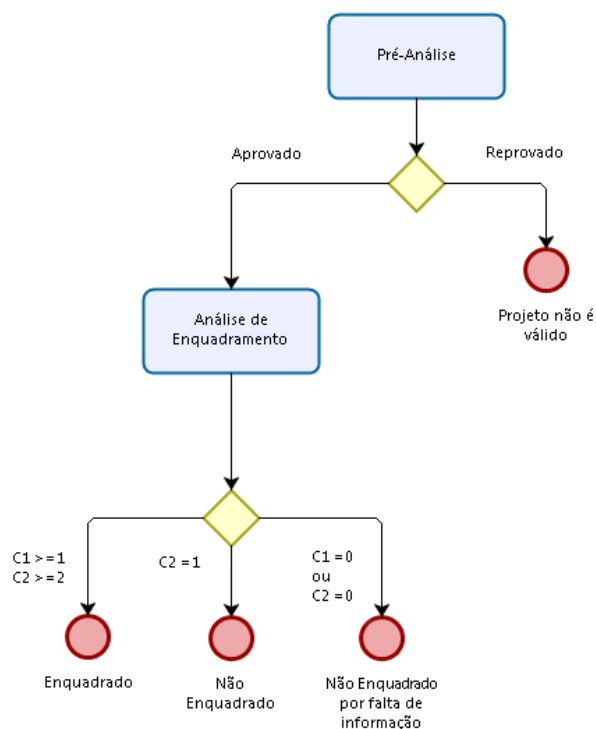 Pré-Análise
Aprovado
Reprovado
Projeto não é
válido
Análise de
Enquadramento
C1 >=1
C2 >=2
C2 =1
C1 =0
ou
C2 =0
Enquadrado
Não
Enquadrado
Não Enquadrado
por falta de
informação